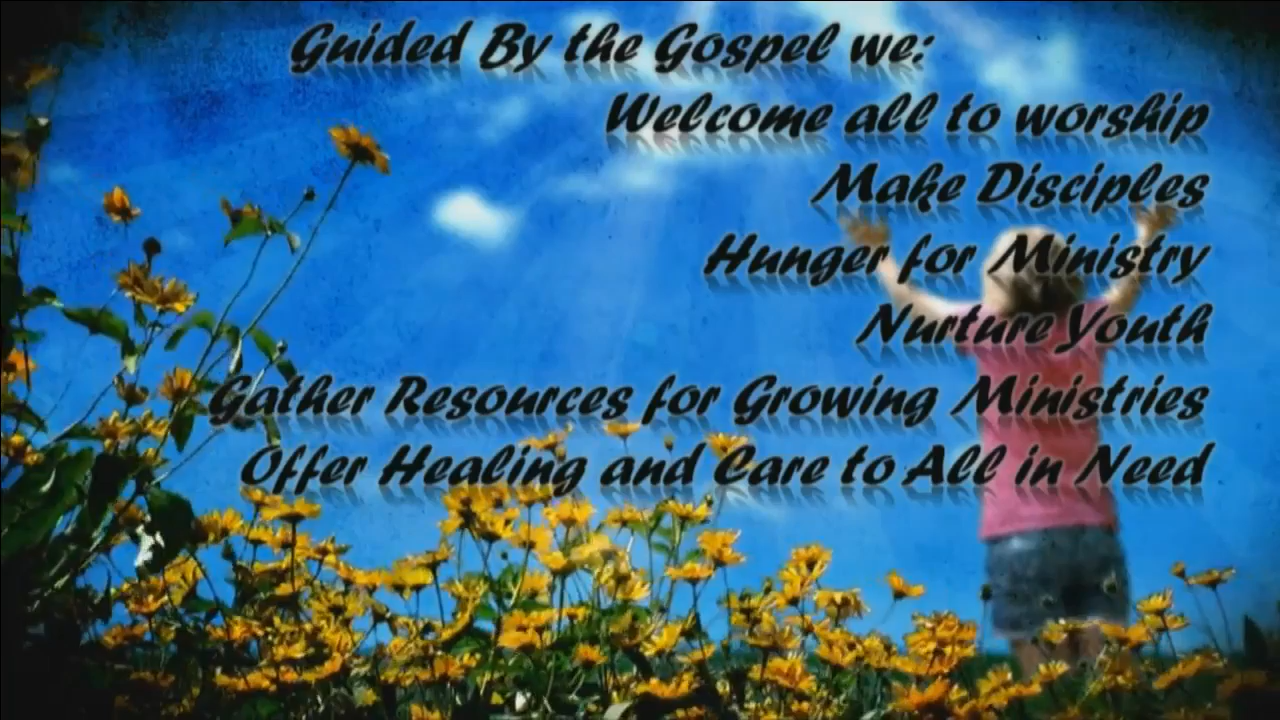 Guided By the Gospel we:
Welcome all to worship
Make Disciples
Hunger for Ministry
Nurture Youth
Gather Resources for Growing Ministries
Offer Healing and Care to All in Need